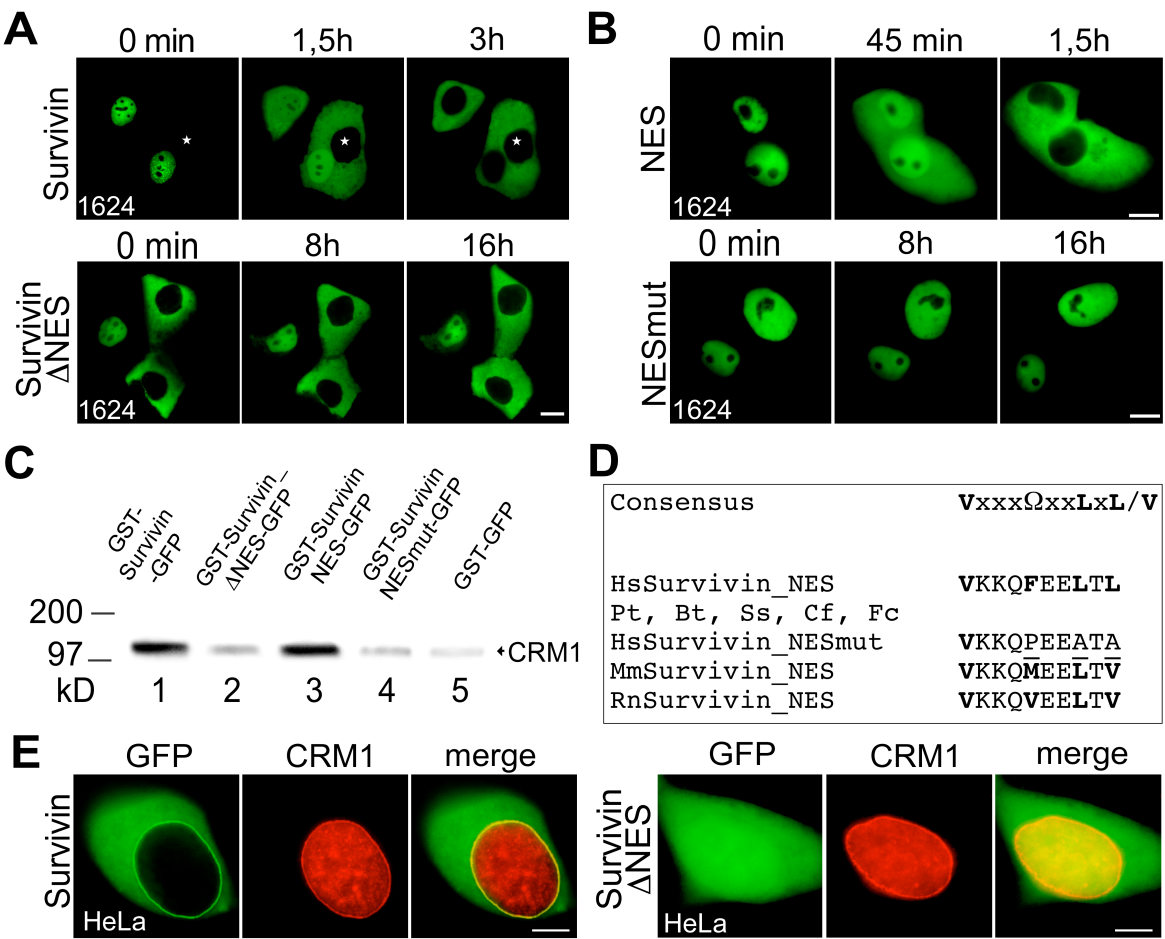 A
0 min 1,5h 3h
Survivin
1624
0 min 8h 16h
Survivin
ΔNES
1624
B
0 min 45 min 1,5h
NES
1624
0 min 8h 16h
NESmut
1624
C
GST-
Survivin
-GFP
GST-Survivin_
ΔNES-GFP
GST-Survivin
NES-GFP
GST-Survivin
NESmut-GFP
GST-GFP
200
97
CRM1
kD 1 2 3 4 5
D
Consensus VxxxΩxxLxL/V
HsSurvivin_NES VKKQFEELTL
Pt, Bt, Ss, Cf, Fc
HsSurvivin_NESmut VKKQPEEATA
MmSurvivin_NES VKKQMEELTV
RnSurvivin_NES VKKQVEELTV
E
GFP CRM1 merge
Survivin
HeLa
GFP CRM1 merge
Survivin
ΔNES
HeLa